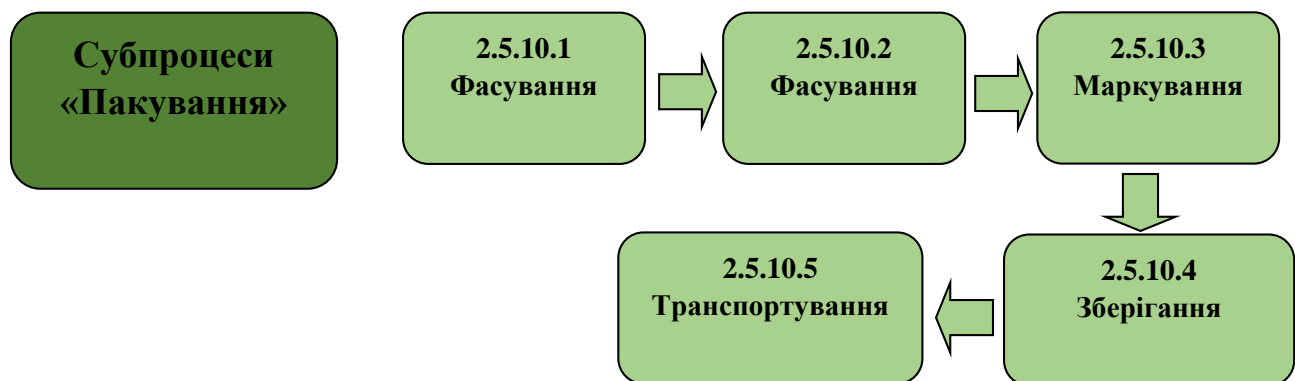 Субпроцеси
«Пакування»
2.5.10.1
Фасування
2.5.10.2
Фасування
2.5.10.3
Маркування
2.5.10.4
Зберігання
2.5.10.5
Транспортування